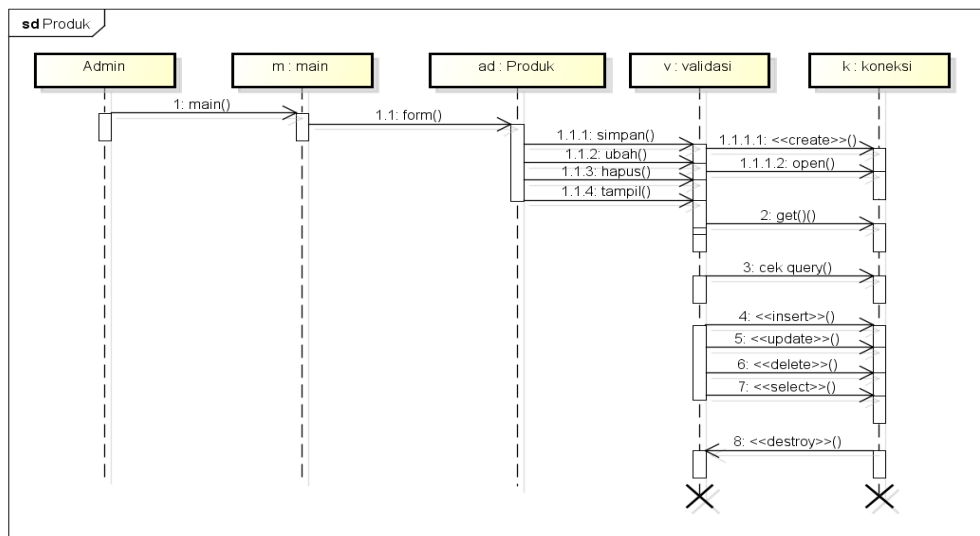 sd Produk
Admin
m : main
ad : Produk
v : validasi
k : koneksi
1: main()
1.1: form()
1.1.1: simpan()
1.1.2: ubah()
1.1.3: hapus()
1.1.4: tampil()
1.1.1.1: <<create>>()
1.1.1.2: open()
2: get()()
3: cek query()
4: <<insert>>()
5: <<update>>()
6: <<delete>>()
7: <<select>>()
8: <<destroy>>()